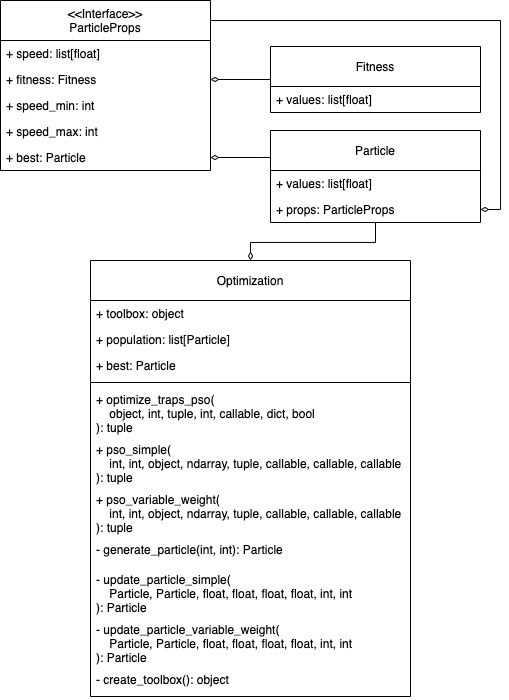 <<Interface>>
ParticleProps
+ speed: list[float]
+ fitness: Fitness
+ speed_min: int
+ speed_max: int
+ best: Particle
Fitness
+ values: list[float]
Particle
+ values: list[float]
+ props: ParticleProps
Optimization
+ toolbox: object
+ population: list[Particle]
+ best: Particle
+ optimize_traps_pso(
object, int, tuple, int, callable, dict, bool
): tuple
+ pso_simple(
int, int, object, ndarray, tuple, callable, callable, callable
): tuple
+ pso_variable_weight(
int, int, object, ndarray, tuple, callable, callable, callable
): tuple
- generate_particle(int, int): Particle
- update_particle_simple(
Particle, Particle, float, float, float, float, int, int
): Particle
- update_particle_variable_weight(
Particle, Particle, float, float, float, float, int, int
): Particle
- create_toolbox(): object